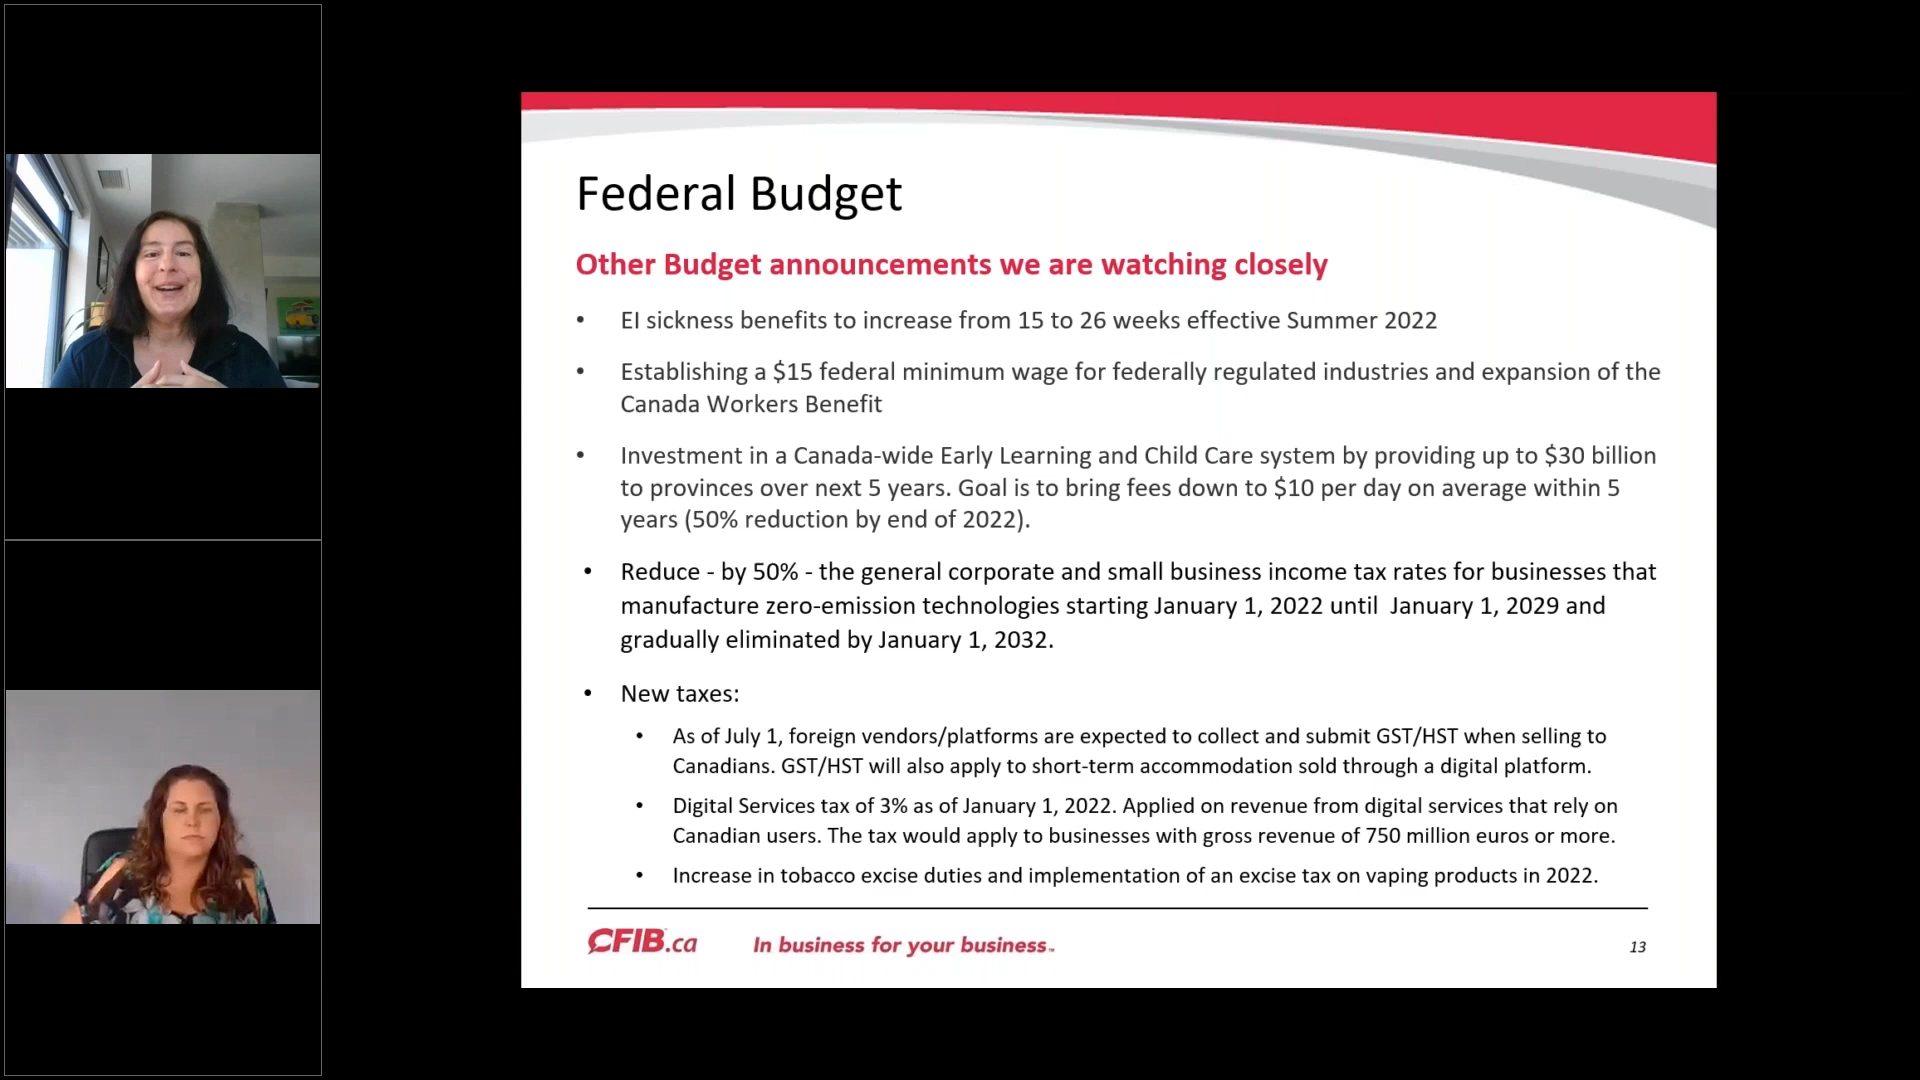 Federal Budget
Other Budget announcements we are watching closely
• EI sickness benefits to increase from 15 to 26 weeks effective Summer 2022
• Establishing a $15 federal minimum wage for federally regulated industries and expansion of the
Canada Workers Benefit
• Investment in a Canada-wide Early Learning and Child Care system by providing up to $30 billion
to provinces over next 5 years. Goal is to bring fees down to $10 per day on average within 5
years (50% reduction by end of 2022).
• Reduce - by 50% - the general corporate and small business income tax rates for businesses that
manufacture zero-emission technologies starting January 1, 2022 until  January 1, 2029 and
gradually eliminated by January 1, 2032.
• New taxes:
• As of July 1, foreign vendors/platforms are expected to collect and submit GST/HST when selling to
Canadians. GST/HST will also apply to short-term accommodation sold through a digital platform.
• Digital Services tax of 3% as of January 1, 2022. Applied on revenue from digital services that rely on
Canadian users. The tax would apply to businesses with gross revenue of 750 million euros or more.
• Increase in tobacco excise duties and implementation of an excise tax on vaping products in 2022.
CFIB.ca In business for your business™ 13